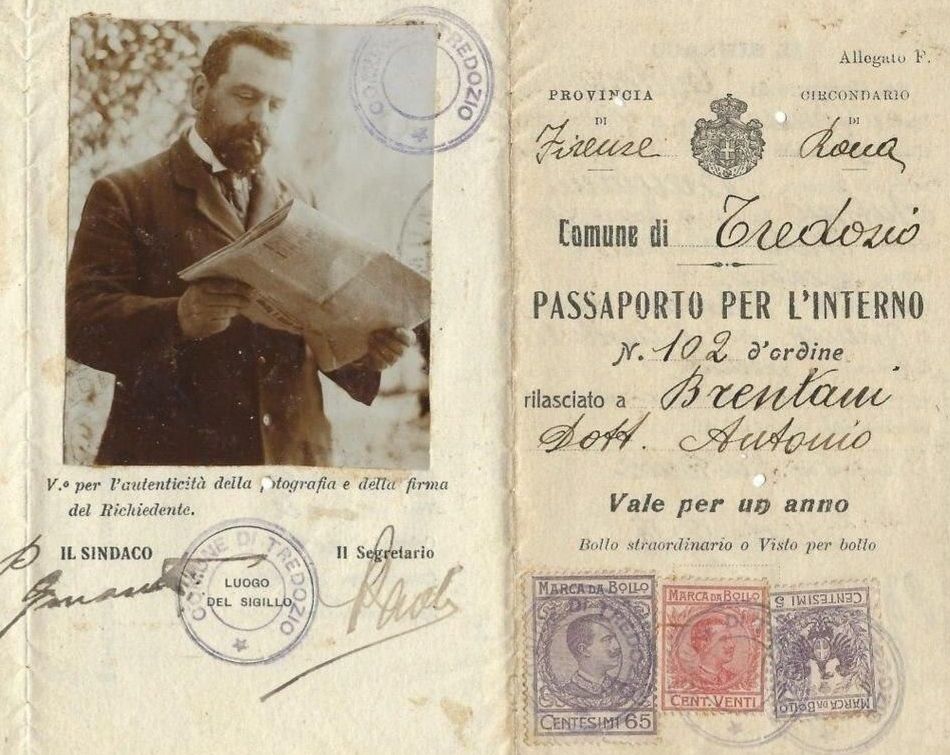 COMUNE DI TREDOZIO
V.º per l'autenticità della fotografia e della firma
del Richiedente.
IL SINDACO
Il Segretario
COMUNE DI TREDOZIO
LUOGO
DEL SIGILLO
Allegato F.
PROVINCIA
DI
Firenze
CIRCONDARIO
DI
Rocca
Comune di Tredozio
PASSAPORTO PER L'INTERNO
N. 102 d'ordine
rilasciato a Brentani
Dott. Antonio
Vale per un anno
Bollo straordinario o Visto per bollo
MARCA DA BOLLO
CENTESIMI 65
MARCA DA BOLLO
CENT. VENTI
CENTESIMI 5
MARCA DA BOLLO
DI TREDOZIO